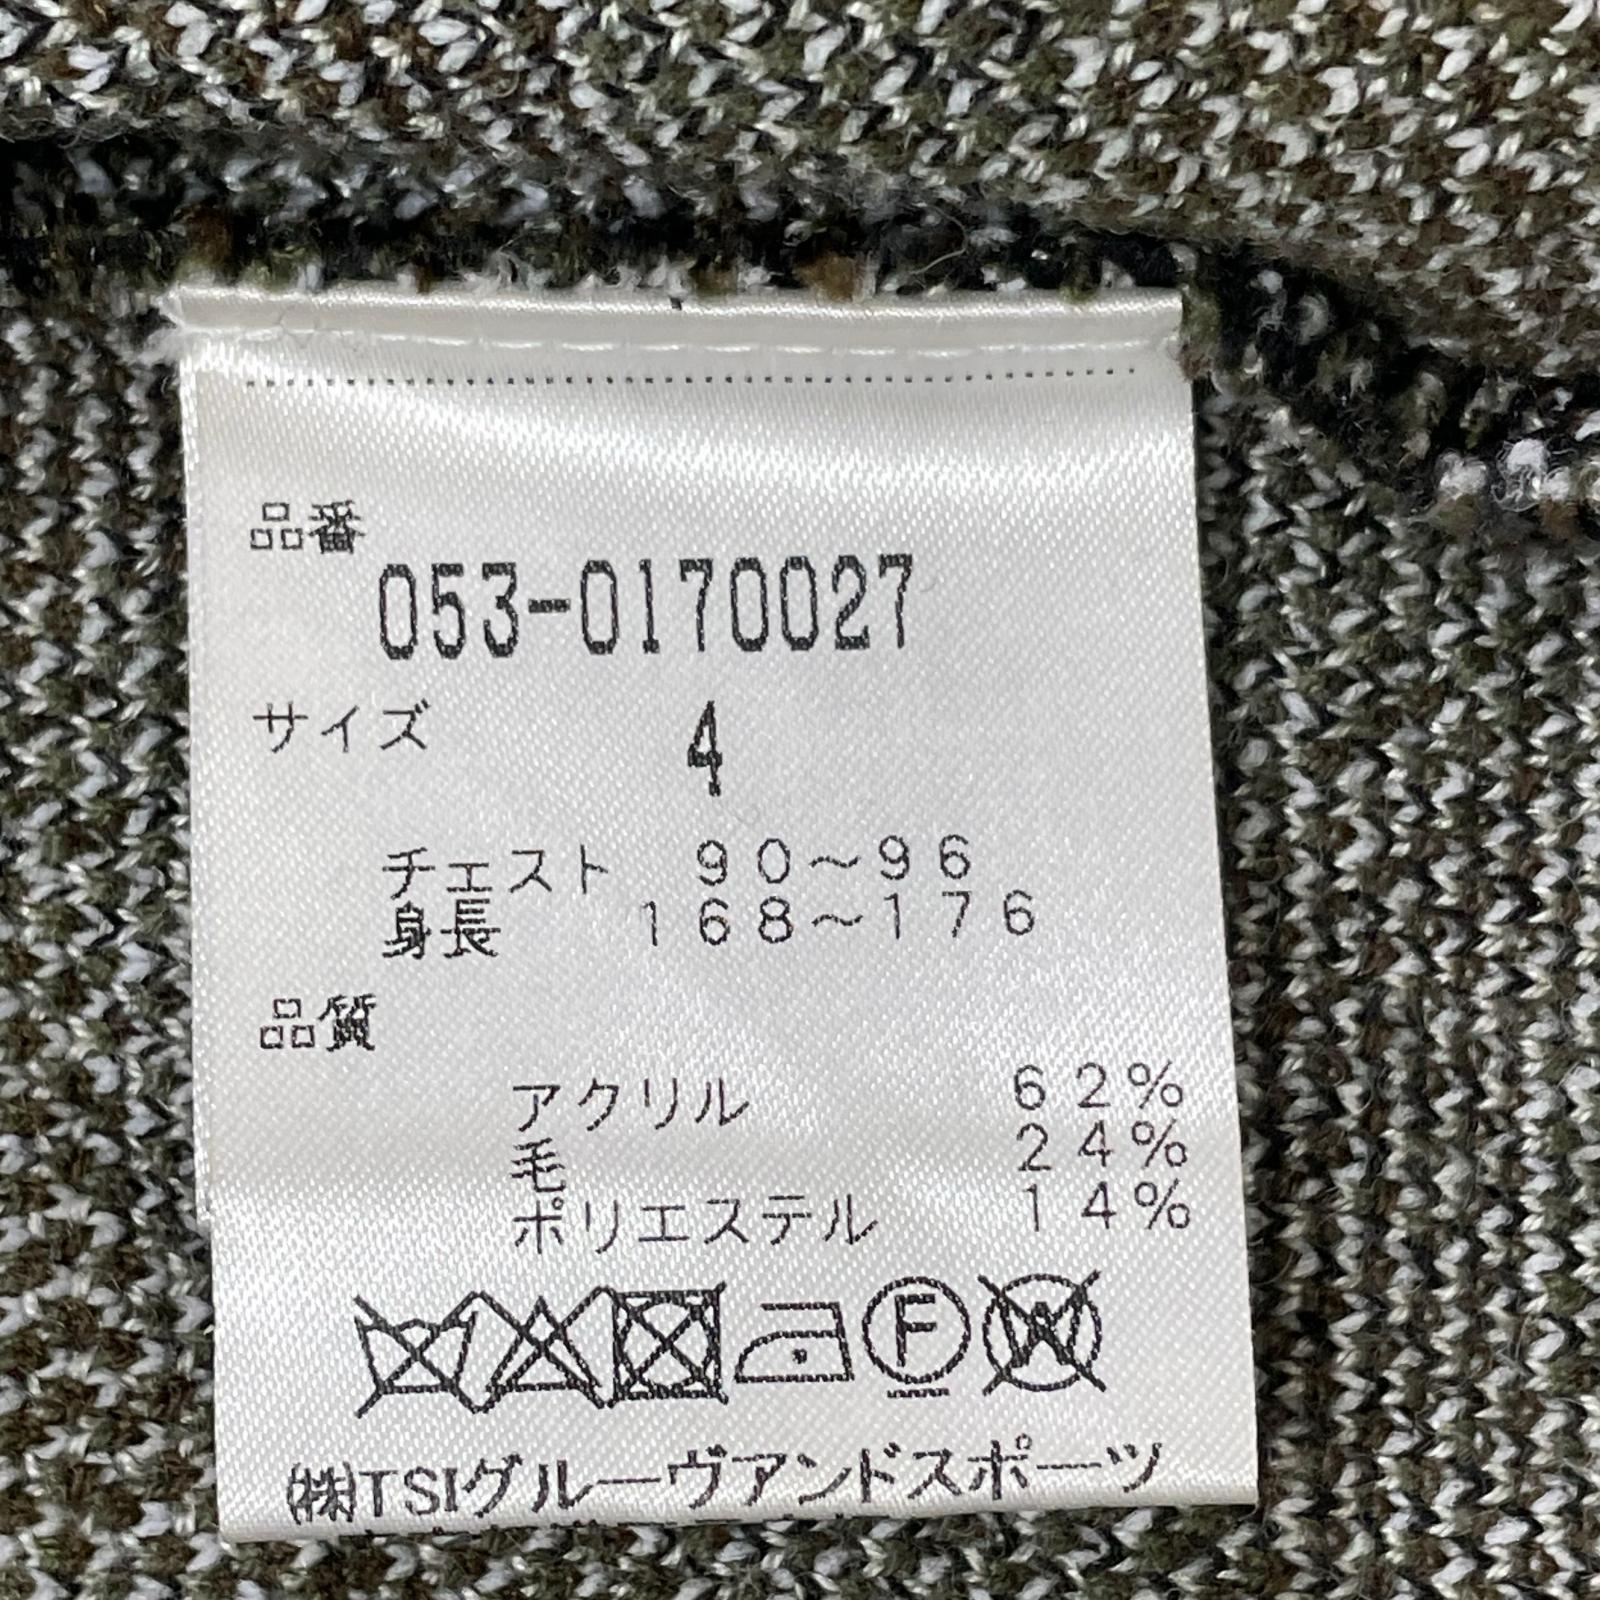 品番
053-0170027
サイズ 4
チェスト 90～96
身長 168～176
品質
アクリル 62%
毛 24%
ポリエステル 14%
F W
㈱TSIグルーヴアンドスポーツ